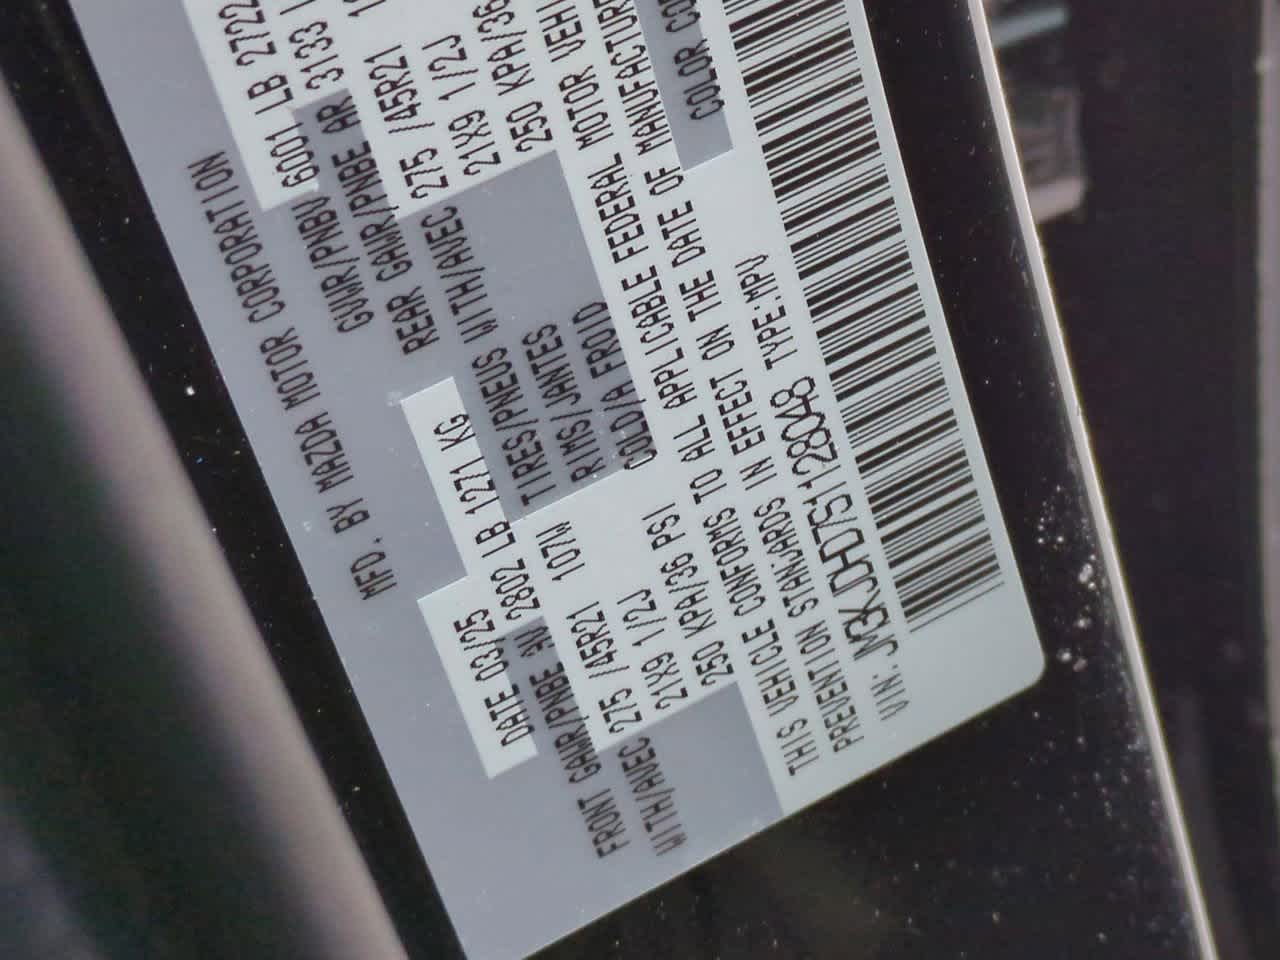 MFD. BY MAZDA MOTOR CORPORATION
DATE 03/25 GVWR/PNBV 6001 LB 2722
FRONT GAWR/PNBE AV 2802 LB 1271 KG REAR GAWR/PNBE AR 3133
WITH/AVEC 275 /45R21 107W TIRES/PNEUS WITH/AVEC 275 /45R21
21X9 1/2J RIMS/JANTES 21X9 1/2J
250 KPA/36 PSI COLD/A FROID 250 KPA/36
THIS VEHICLE CONFORMS TO ALL APPLICABLE FEDERAL MOTOR
PREVENTION STANDARDS IN EFFECT ON THE DATE OF
VIN: TYPE:MPV COLOR